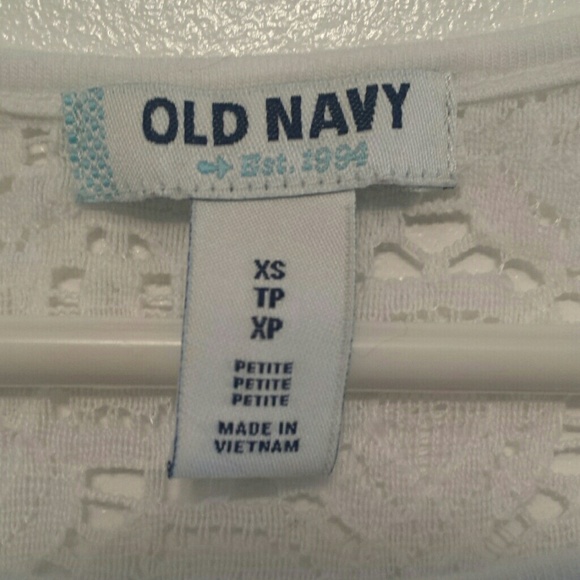 OLD NAVY
Est. 1994
XS
TP
XP
PETITE
PETITE
PETITE
MADE IN
VIETNAM